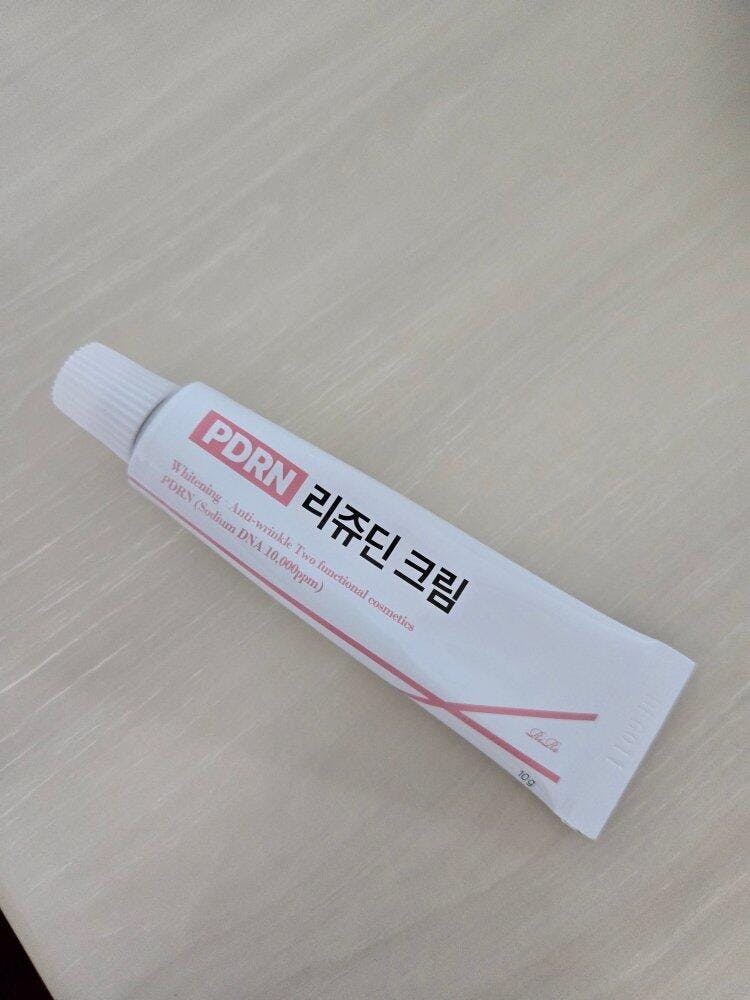 PDRN 리쥬딘 크림
Whitening · Anti-wrinkle Two functional cosmetics
PDRN (Sodium DNA 10,000ppm)
10g